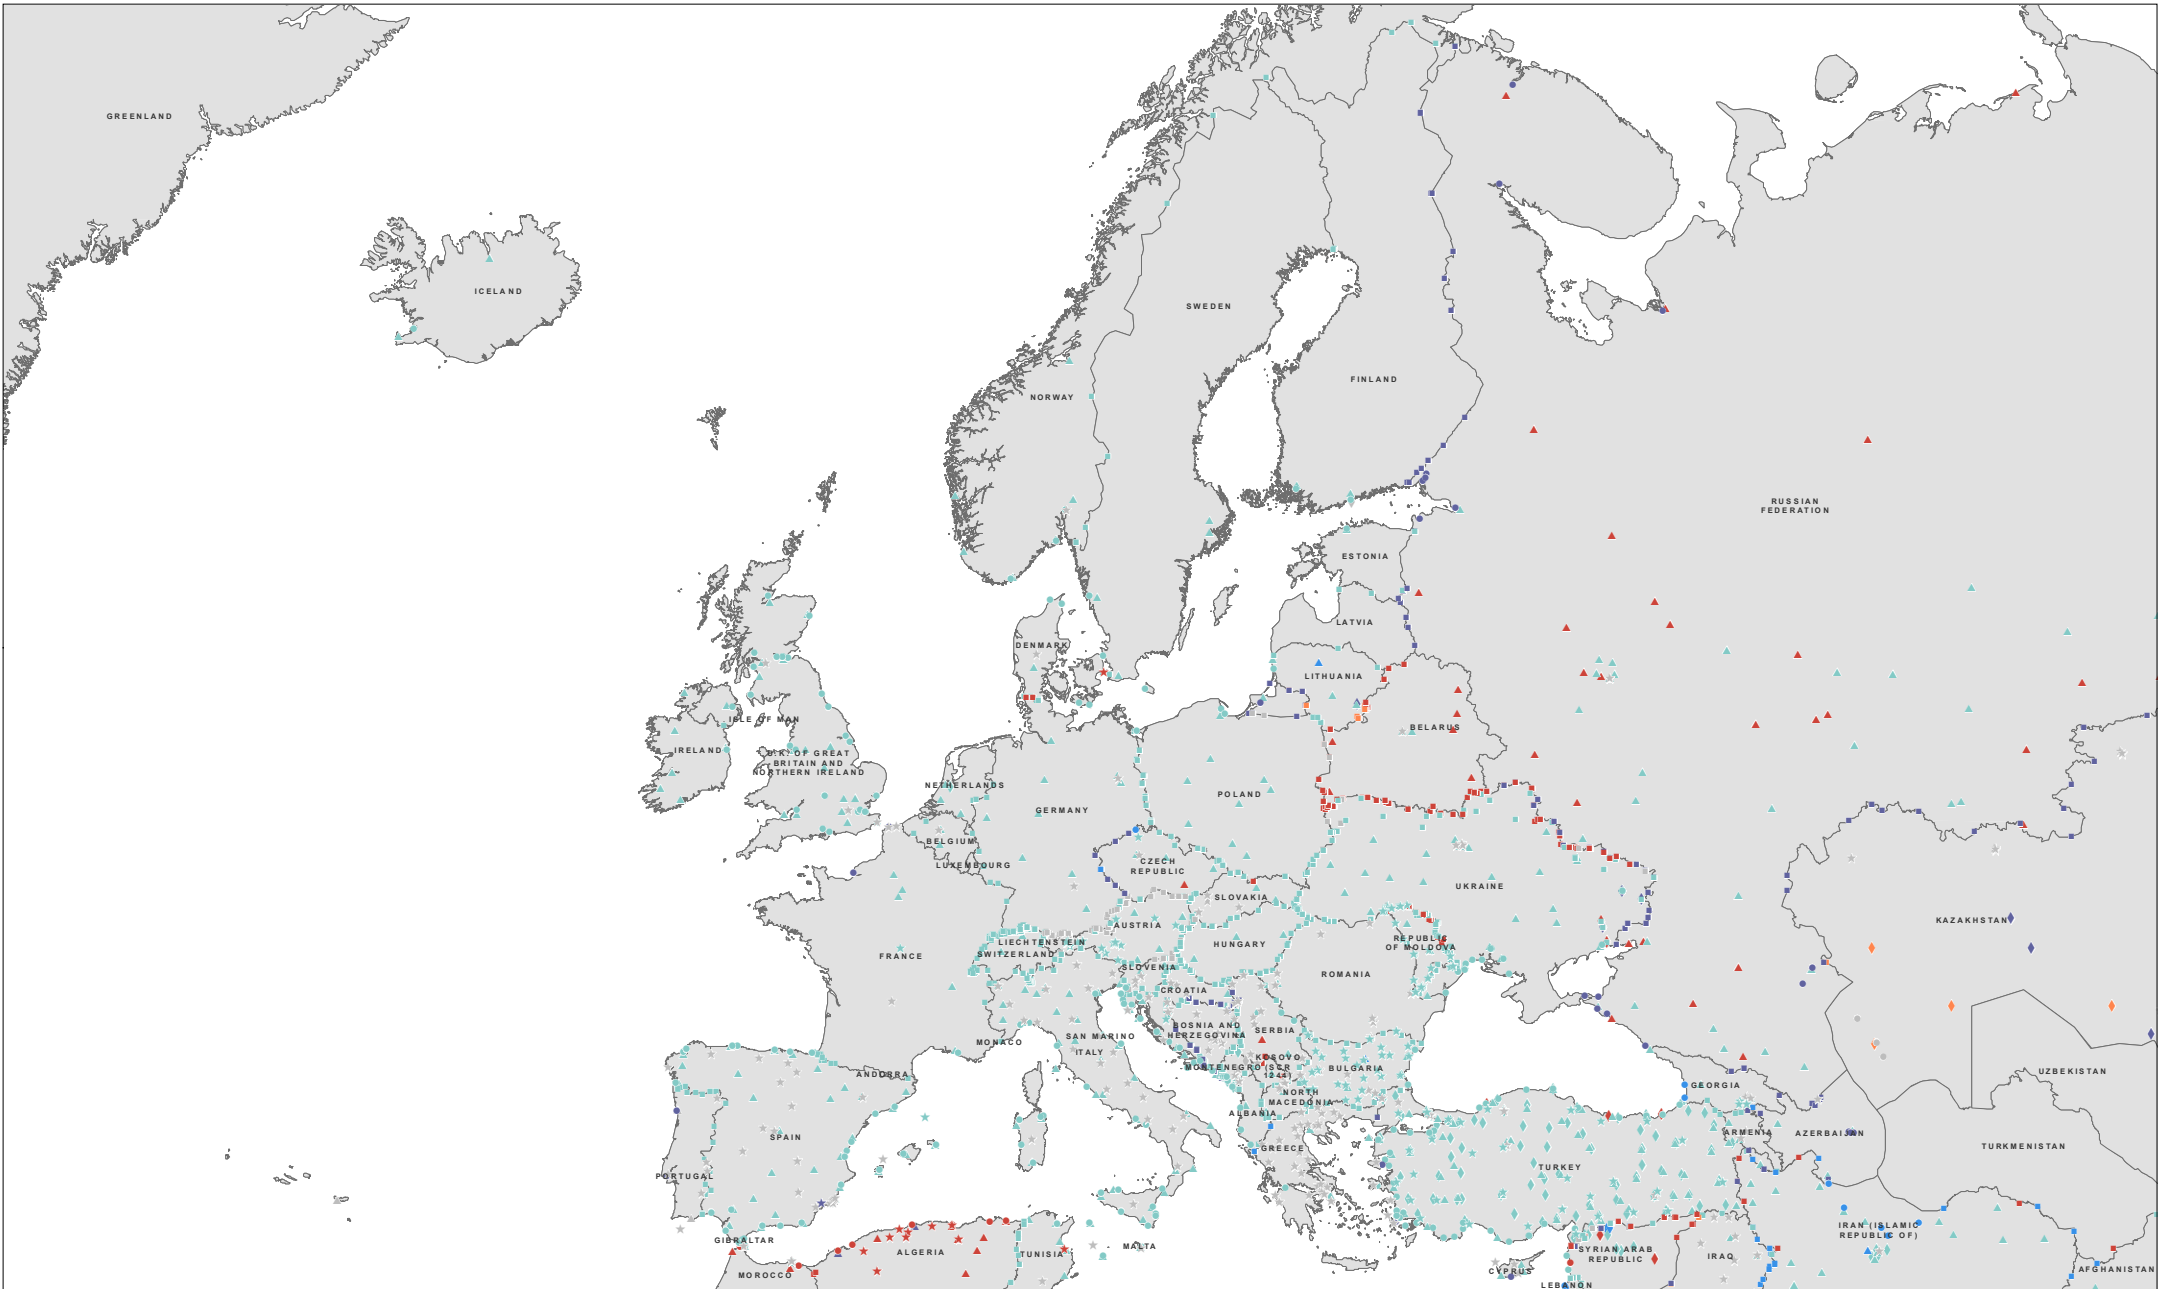 GREENLAND
ICELAND
SWEDEN
FINLAND
NORWAY
RUSSIAN
FEDERATION
ESTONIA
LATVIA
DENMARK
LITHUANIA
ISLE OF MAN
BELARUS
IRELAND
U.K. OF GREAT
BRITAIN AND
NORTHERN IRELAND
NETHERLANDS
POLAND
GERMANY
BELGIUM
CZECH
REPUBLIC
LUXEMBOURG
UKRAINE
SLOVAKIA
KAZAKHSTAN
AUSTRIA
LIECHTENSTEIN
HUNGARY
REPUBLIC
OF MOLDOVA
SWITZERLAND
FRANCE
SLOVENIA
ROMANIA
CROATIA
BOSNIA AND
HERZEGOVINA
SERBIA
SAN MARINO
MONACO
ITALY
KOSOVO
(SCR
1244)
MONTENEGRO
BULGARIA
ANDORRA
UZBEKISTAN
GEORGIA
NORTH
MACEDONIA
ALBANIA
SPAIN
ARMENIA
AZERBAIJAN
GREECE
TURKMENISTAN
TURKEY
PORTUGAL
GIBRALTAR
ALGERIA
TUNISIA
MALTA
SYRIAN ARAB
REPUBLIC
IRAQ
IRAN (ISLAMIC
REPUBLIC OF)
MOROCCO
CYPRUS
AFGHANISTAN
LEBANON